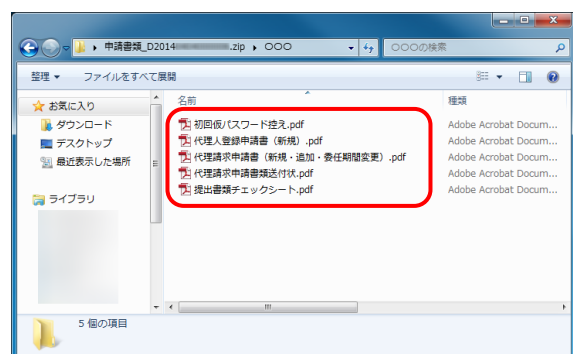 申請書類_D2014 .zip ▸ ○○○
○○○の検索
整理 ▼ ファイルをすべて展開
お気に入り
ダウンロード
デスクトップ
最近表示した場所
ライブラリ
名前 種類
初回仮パスワード控え.pdf Adobe Acrobat Docum...
代理人登録申請書（新規）.pdf Adobe Acrobat Docum...
代理請求申請書（新規・追加・委任期間変更）.pdf Adobe Acrobat Docum...
代理請求申請書類送付状.pdf Adobe Acrobat Docum...
提出書類チェックシート.pdf Adobe Acrobat Docum...
5 個の項目